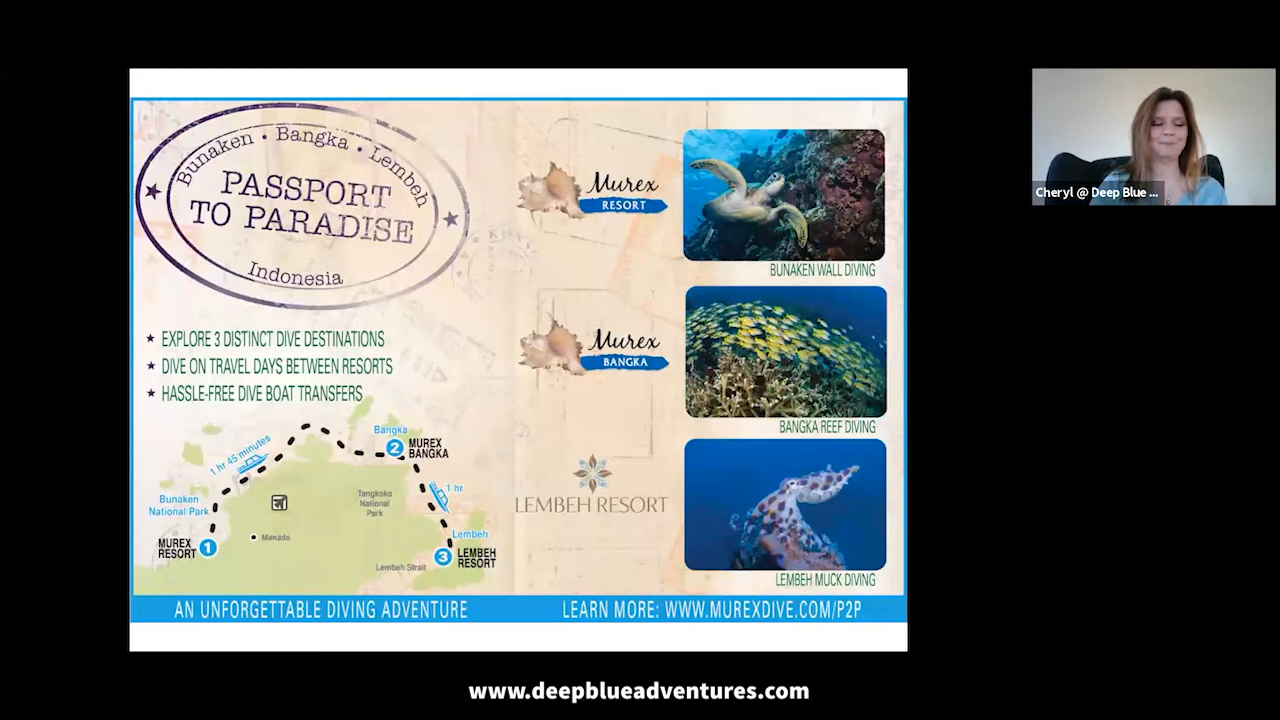 Bunaken • Bangka • Lembeh
PASSPORT
TO PARADISE
Indonesia
★ EXPLORE 3 DISTINCT DIVE DESTINATIONS
★ DIVE ON TRAVEL DAYS BETWEEN RESORTS
★ HASSLE-FREE DIVE BOAT TRANSFERS
1 hr 45 minutes
Bangka
2 MUREX
BANGKA
1 hr
Bunaken
National Park
Tangkoko
National
Park
Manado
MUREX
RESORT 1
Lembeh
3 LEMBEH
RESORT
Lembeh Strait
Murex
RESORT
Murex
BANGKA
LEMBEH RESORT
BUNAKEN WALL DIVING
BANGKA REEF DIVING
LEMBEH MUCK DIVING
AN UNFORGETTABLE DIVING ADVENTURE
LEARN MORE: WWW.MUREXDIVE.COM/P2P
Cheryl @ Deep Blue ...
www.deepblueadventures.com